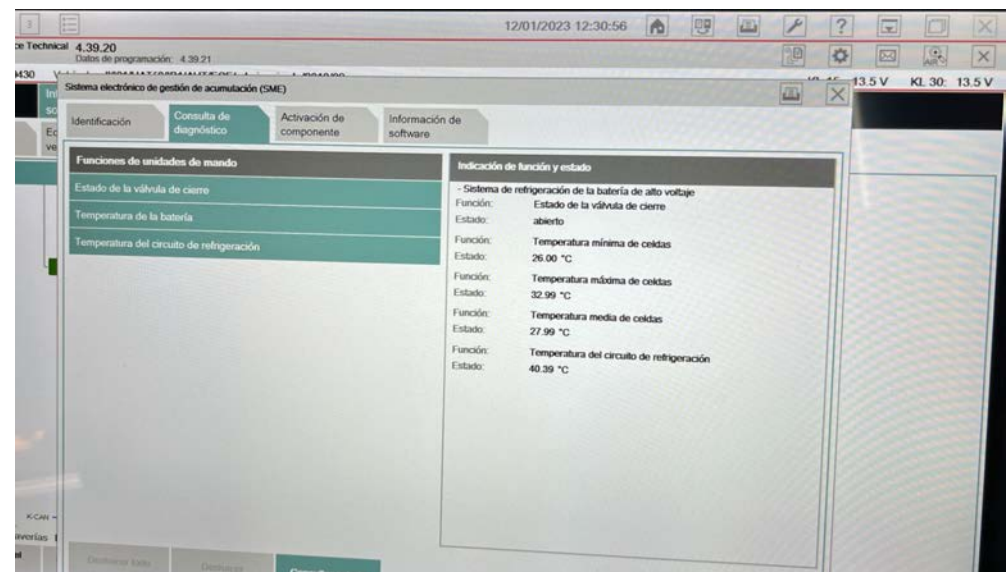 3
12/01/2023 12:30:56
?
ce Technical 4.39.20
Datos de programación: 4.39.21
AIR
13.5 V KL 30: 13.5 V
Sistema electrónico de gestión de acumulación (SME)
Identificación
Consulta de
diagnóstico
Activación de
componente
Información de
software
Funciones de unidades de mando
Estado de la válvula de cierre
Temperatura de la batería
Temperatura del circuito de refrigeración
Indicación de función y estado
- Sistema de refrigeración de la batería de alto voltaje
Función: Estado de la válvula de cierre
Estado: abierto
Función: Temperatura mínima de celdas
Estado: 26.00 °C
Función: Temperatura máxima de celdas
Estado: 32.99 °C
Función: Temperatura media de celdas
Estado: 27.99 °C
Función: Temperatura del circuito de refrigeración
Estado: 40.39 °C
K-CAN
averías